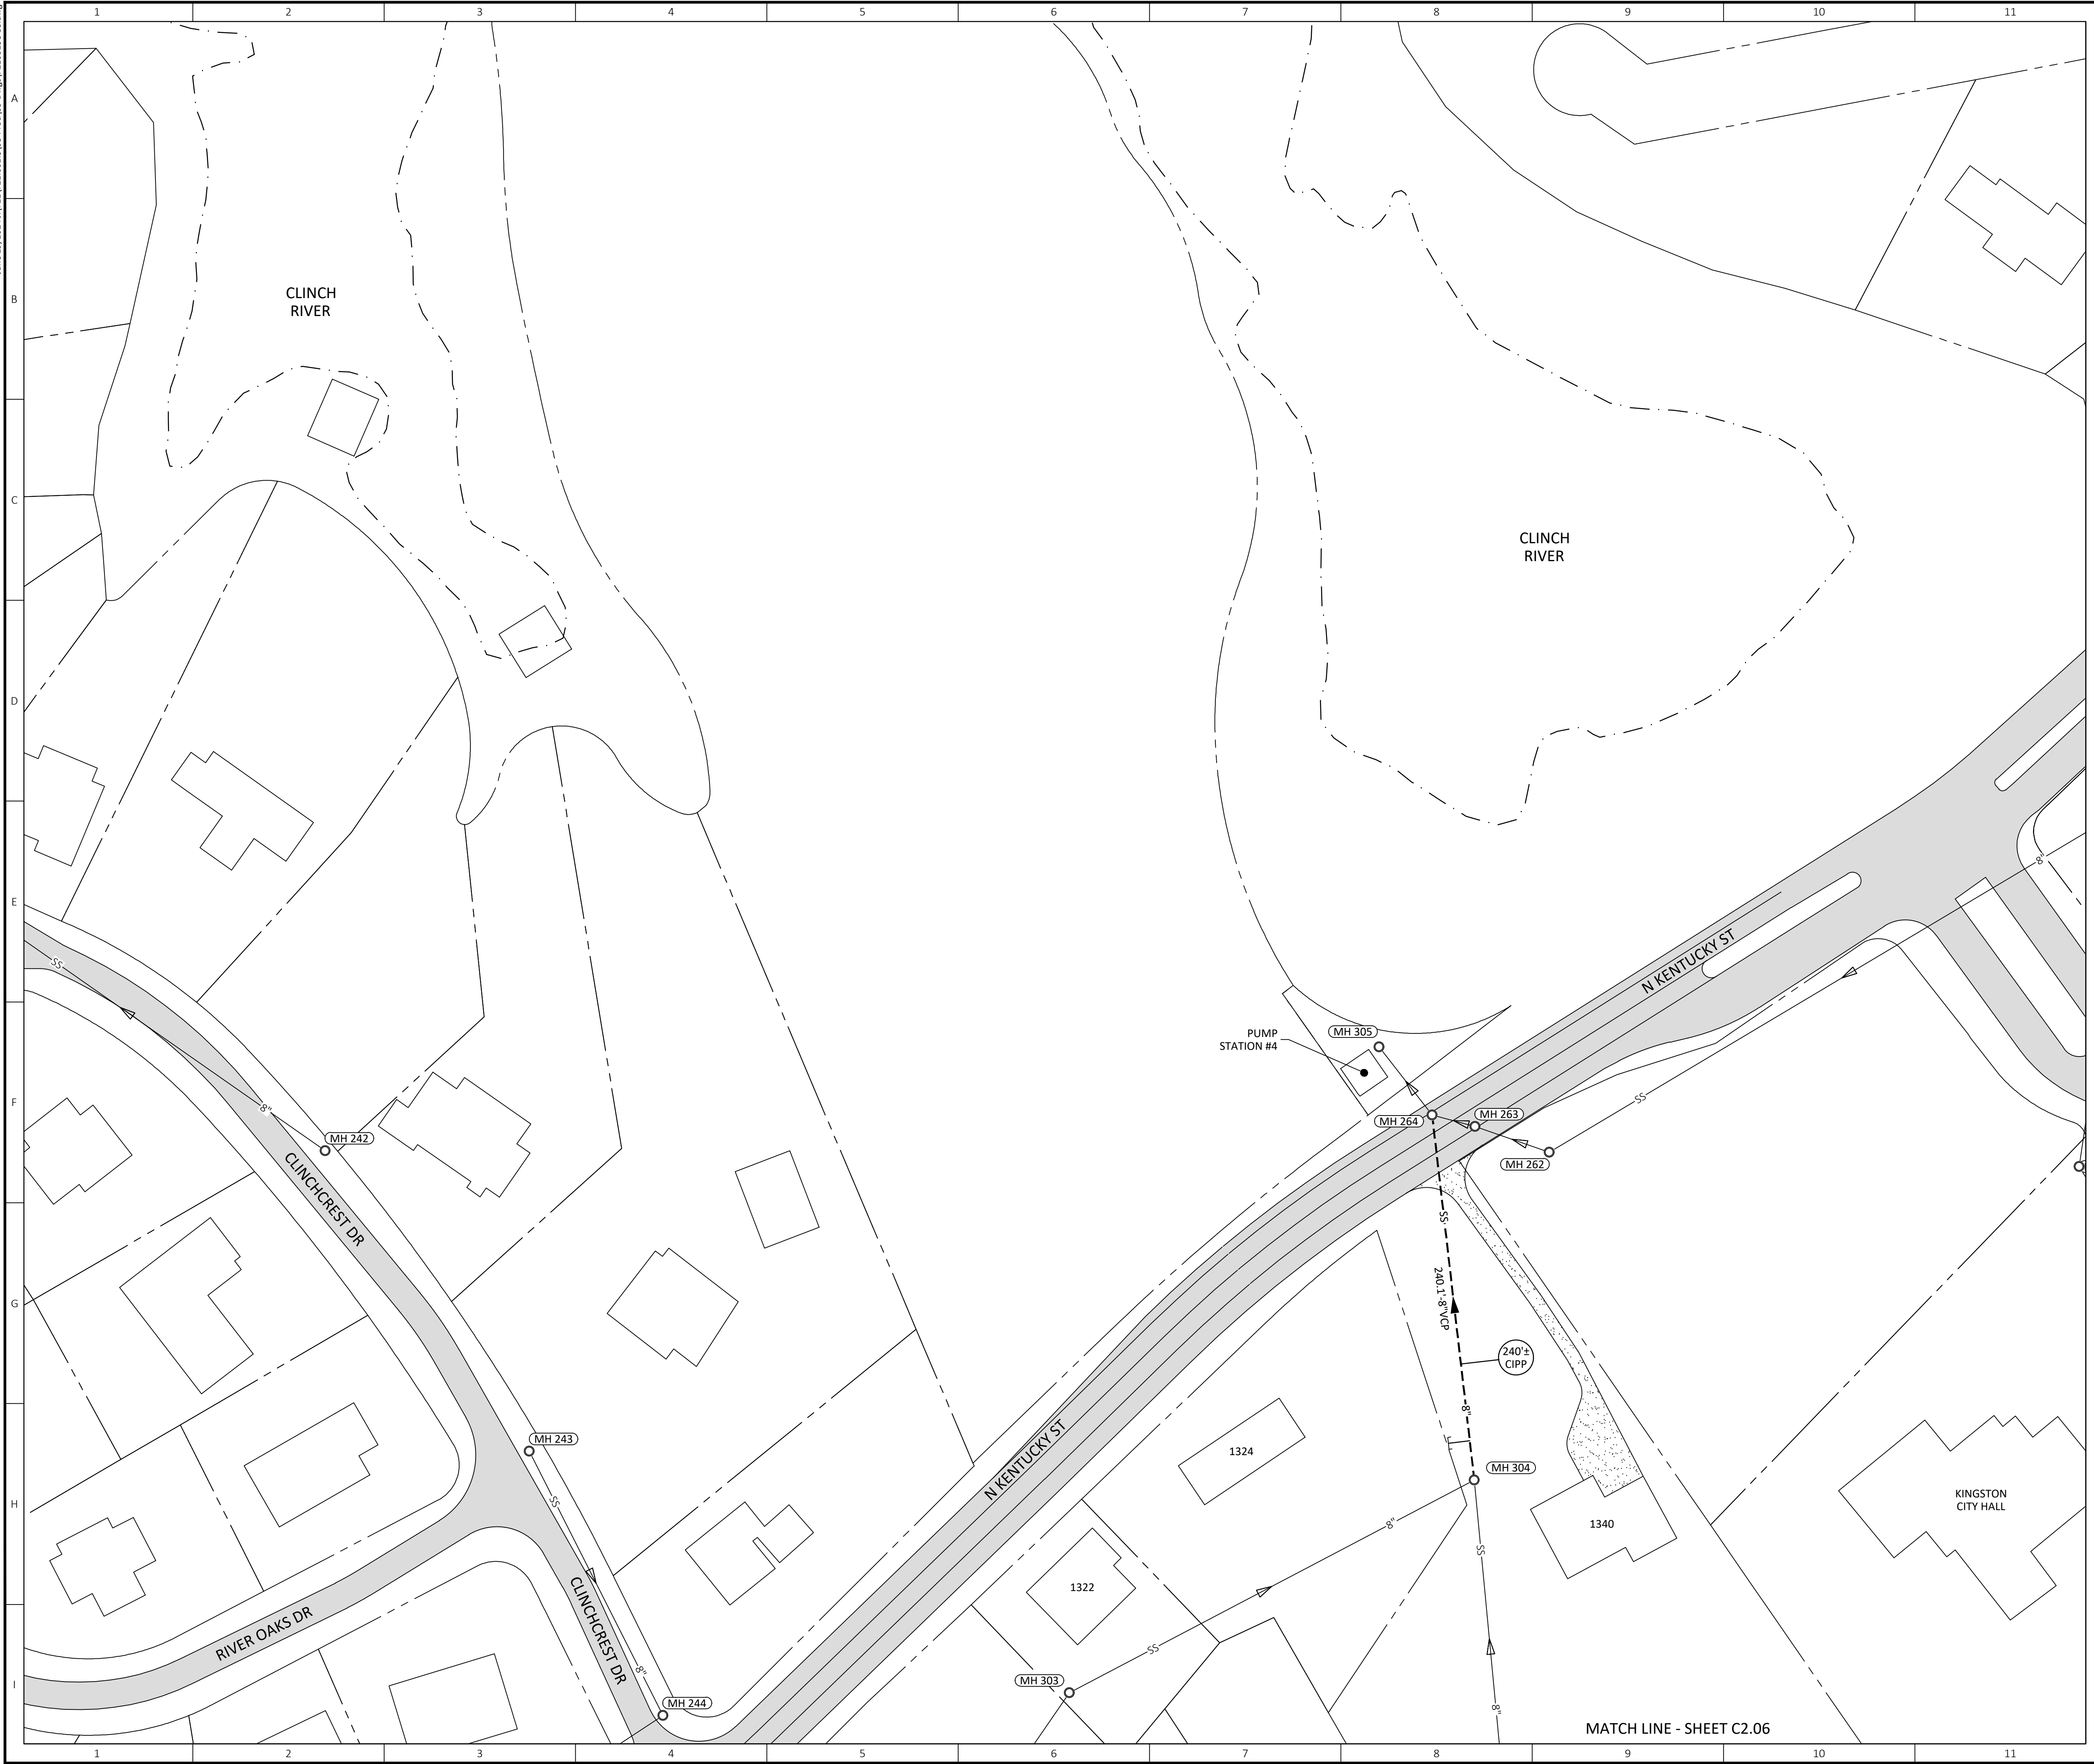 1 2 3 4 5 6 7 8 9 10 11
A
B
C
D
E
F
G
H
I
CLINCH
RIVER
CLINCH
RIVER
N KENTUCKY ST
8"
SS
PUMP
STATION #4
MH 305
MH 264
MH 263
MH 262
SS
8"
MH 242
CLINCHCREST DR
SS
240.1'-8"VCP
240'±
CIPP
8"
MH 243
MH 304
1324
N KENTUCKY ST
SS
8"
SS
1340
KINGSTON
CITY HALL
1322
RIVER OAKS DR
CLINCHCREST DR
SS
8"
MH 303
MH 244
8"
MATCH LINE - SHEET C2.06
1 2 3 4 5 6 7 8 9 10 11